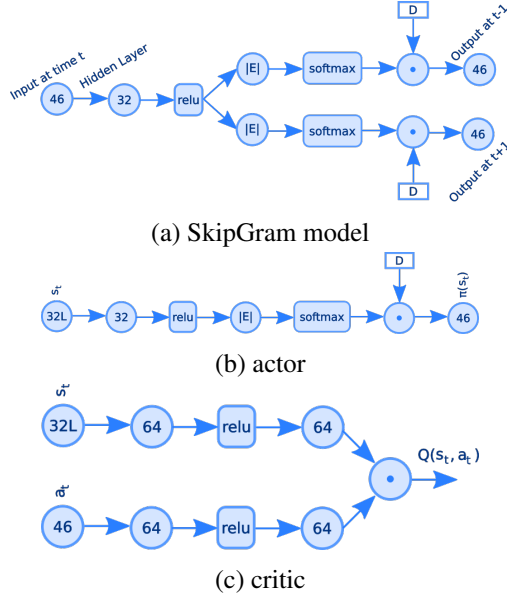 D
Output at t-1
Input at time t
Hidden Layer
46
32
relu
|E|
softmax
•
46
|E|
softmax
•
46
D
Output at t+1
(a) SkipGram model
D
s_t
π(s_t)
32L
32
relu
|E|
softmax
•
46
(b) actor
s_t
32L
64
relu
64
•
Q(s_t, a_t)
a_t
46
64
relu
64
(c) critic